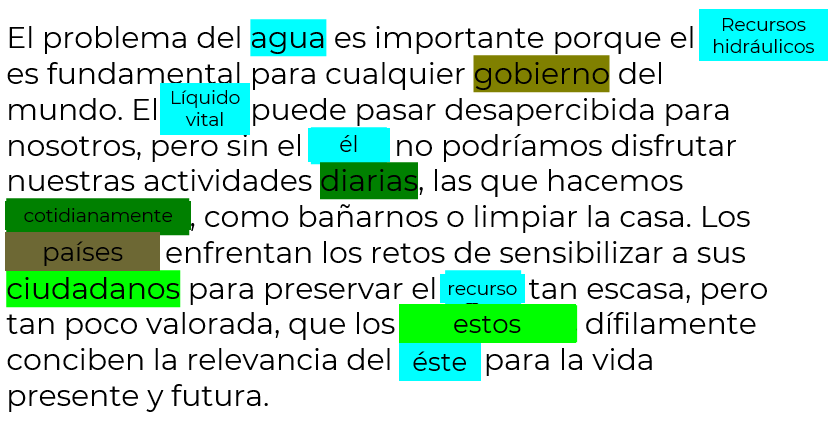 El problema del agua es importante porque el Recursos hidráulicos
es fundamental para cualquier gobierno del
mundo. El Líquido vital puede pasar desapercibida para
nosotros, pero sin el él no podríamos disfrutar
nuestras actividades diarias, las que hacemos
cotidianamente, como bañarnos o limpiar la casa. Los
países enfrentan los retos de sensibilizar a sus
ciudadanos para preservar el recurso tan escasa, pero
tan poco valorada, que los estos dífilamente
conciben la relevancia del éste para la vida
presente y futura.